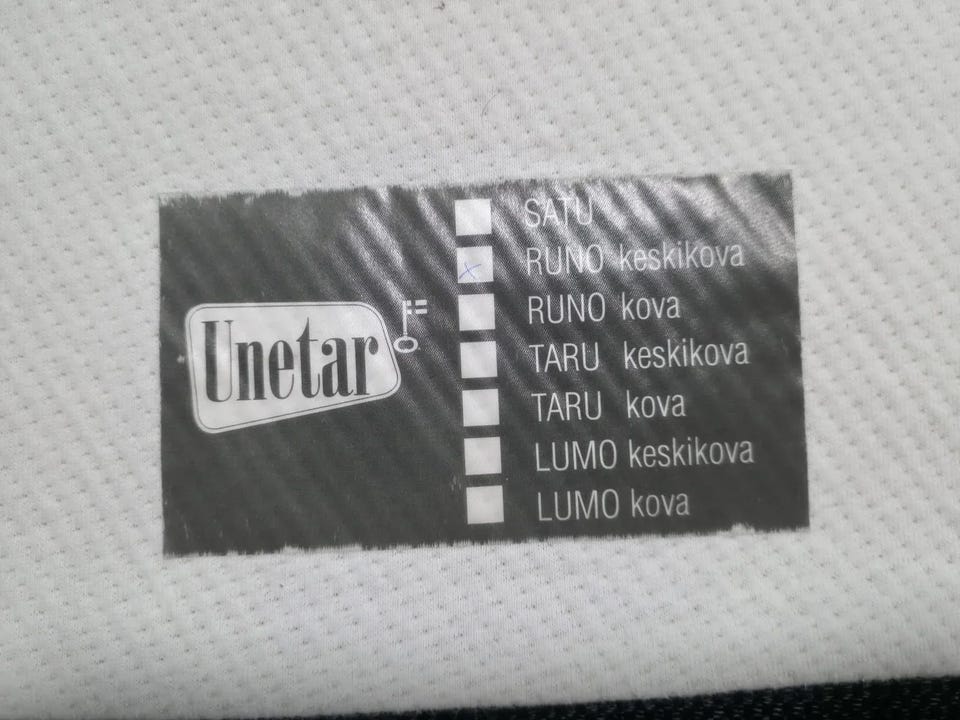 Unetar
SATU
RUNO keskikova
RUNO kova
TARU keskikova
TARU kova
LUMO keskikova
LUMO kova